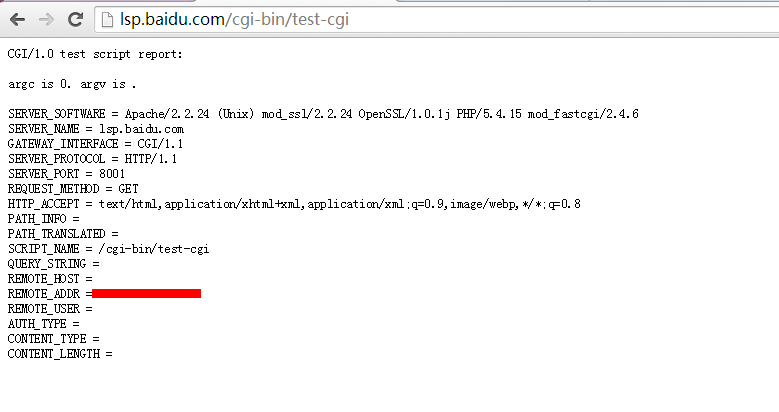 lsp.baidu.com/cgi-bin/test-cgi
CGI/1.0 test script report:
argc is 0. argv is .
SERVER_SOFTWARE = Apache/2.2.24 (Unix) mod_ssl/2.2.24 OpenSSL/1.0.1j PHP/5.4.15 mod_fastcgi/2.4.6
SERVER_NAME = lsp.baidu.com
GATEWAY_INTERFACE = CGI/1.1
SERVER_PROTOCOL = HTTP/1.1
SERVER_PORT = 8001
REQUEST_METHOD = GET
HTTP_ACCEPT = text/html,application/xhtml+xml,application/xml;q=0.9,image/webp,*/*;q=0.8
PATH_INFO =
PATH_TRANSLATED =
SCRIPT_NAME = /cgi-bin/test-cgi
QUERY_STRING =
REMOTE_HOST =
REMOTE_ADDR =
REMOTE_USER =
AUTH_TYPE =
CONTENT_TYPE =
CONTENT_LENGTH =